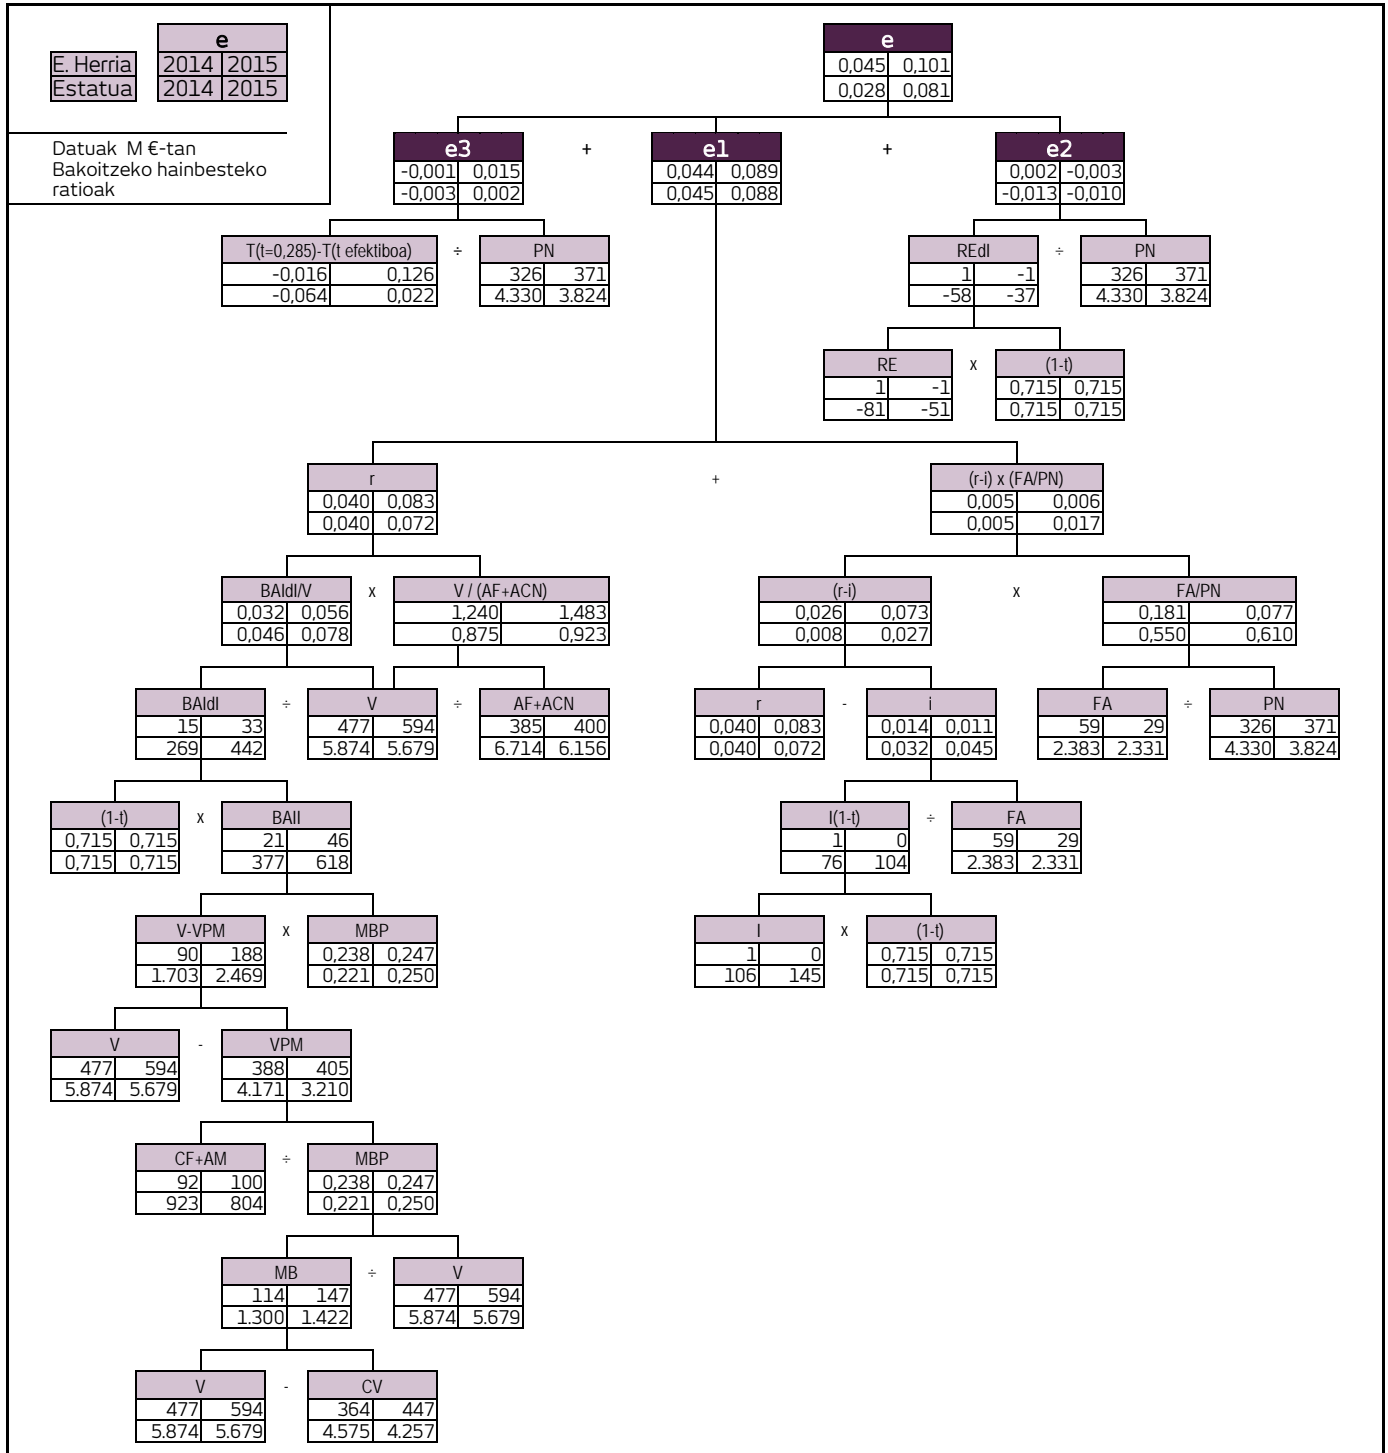 e
E. Herria 2014 2015
Estatua 2014 2015
Datuak M €-tan
Bakoitzeko hainbesteko
ratioak
e
0,045 0,101
0,028 0,081
e3 + e1 + e2
-0,001 0,015 0,044 0,089 0,002 -0,003
-0,003 0,002 0,045 0,088 -0,013 -0,010
T(t=0,285)-T(t efektiboa) ÷ PN REdI ÷ PN
-0,016 0,126 326 371 1 -1 326 371
-0,064 0,022 4.330 3.824 -58 -37 4.330 3.824
RE x (1-t)
1 -1 0,715 0,715
-81 -51 0,715 0,715
r + (r-i) x (FA/PN)
0,040 0,083 0,005 0,006
0,040 0,072 0,005 0,017
BAIdI/V x V / (AF+ACN) (r-i) x FA/PN
0,032 0,056 1,240 1,483 0,026 0,073 0,181 0,077
0,046 0,078 0,875 0,923 0,008 0,027 0,550 0,610
BAIdI ÷ V ÷ AF+ACN r - i FA ÷ PN
15 33 477 594 385 400 0,040 0,083 0,014 0,011 59 29 326 371
269 442 5.874 5.679 6.714 6.156 0,040 0,072 0,032 0,045 2.383 2.331 4.330 3.824
(1-t) x BAII I(1-t) ÷ FA
0,715 0,715 21 46 1 0 59 29
0,715 0,715 377 618 76 104 2.383 2.331
V-VPM x MBP I x (1-t)
90 188 0,238 0,247 1 0 0,715 0,715
1.703 2.469 0,221 0,250 106 145 0,715 0,715
V - VPM
477 594 388 405
5.874 5.679 4.171 3.210
CF+AM ÷ MBP
92 100 0,238 0,247
923 804 0,221 0,250
MB ÷ V
114 147 477 594
1.300 1.422 5.874 5.679
V - CV
477 594 364 447
5.874 5.679 4.575 4.257